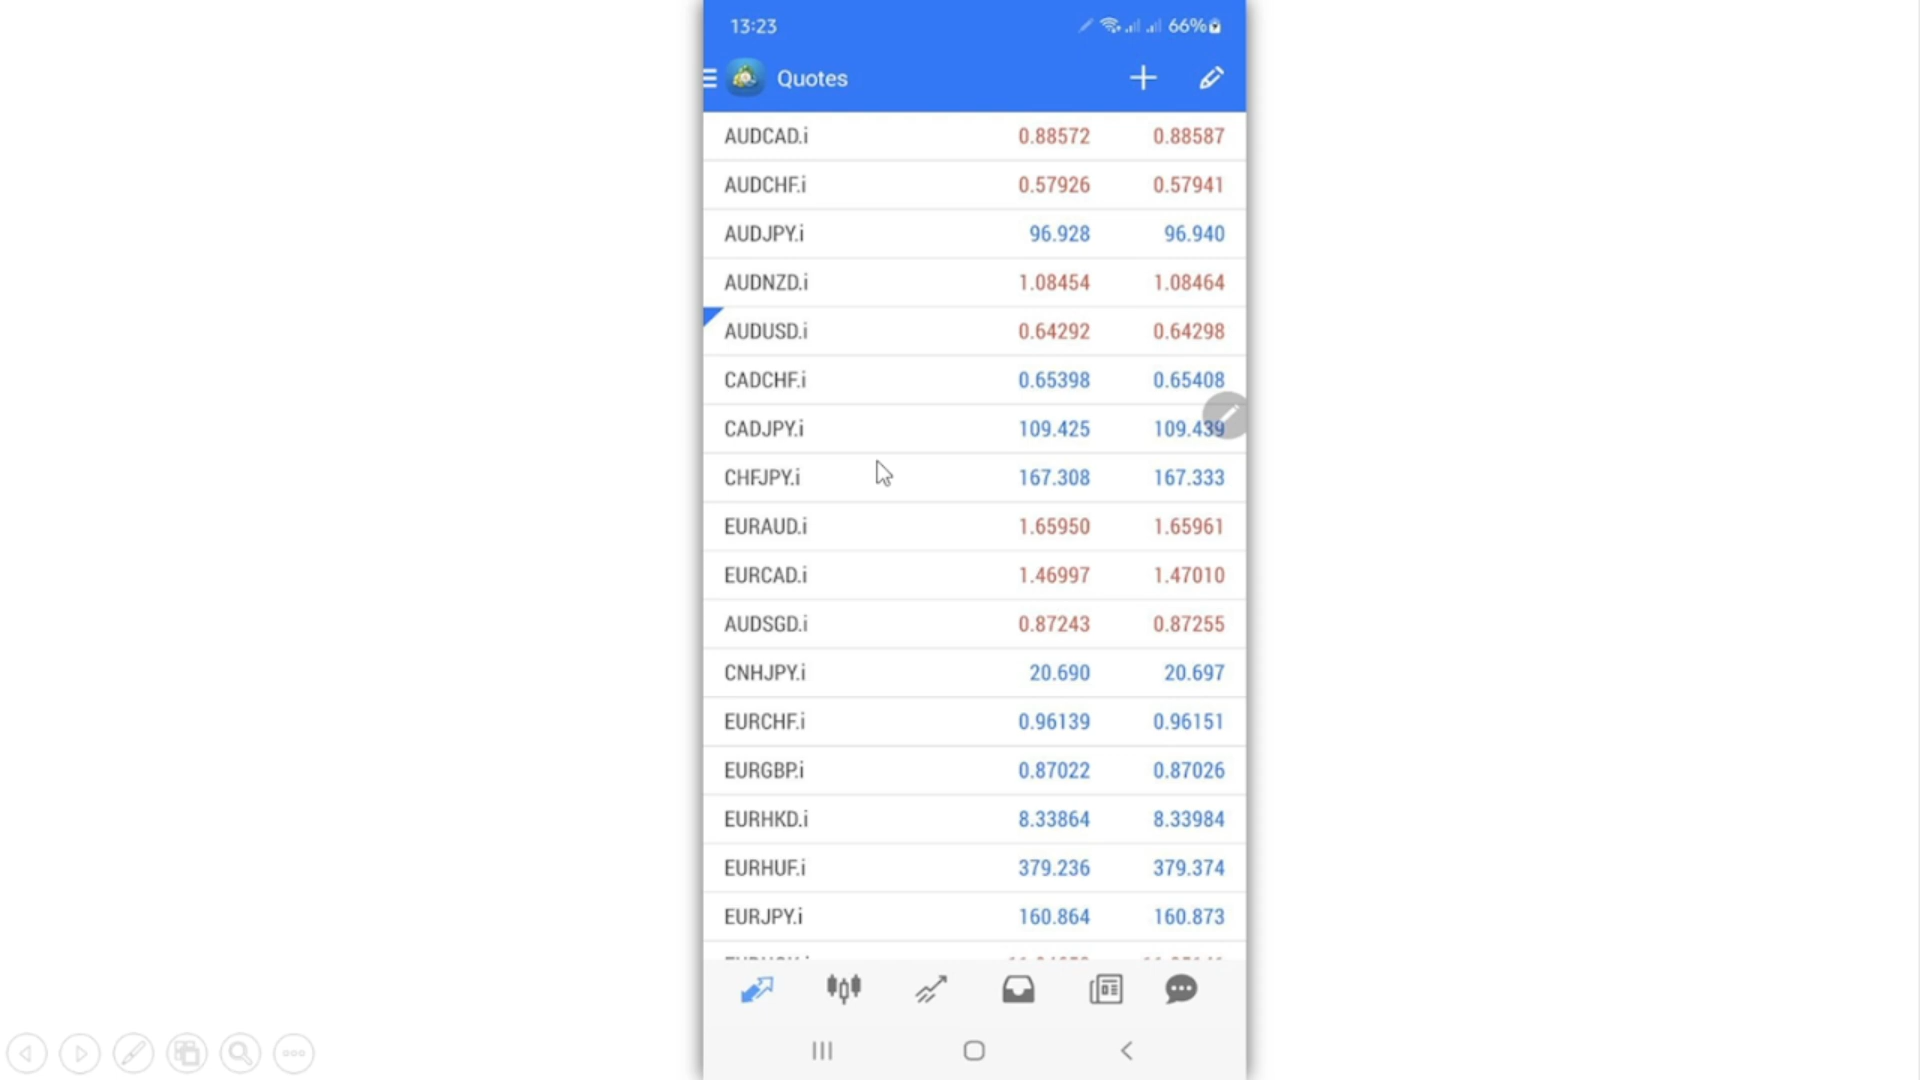 13:23 66%
Quotes
AUDCAD.i 0.88572 0.88587
AUDCHF.i 0.57926 0.57941
AUDJPY.i 96.928 96.940
AUDNZD.i 1.08454 1.08464
AUDUSD.i 0.64292 0.64298
CADCHF.i 0.65398 0.65408
CADJPY.i 109.425 109.439
CHFJPY.i 167.308 167.333
EURAUD.i 1.65950 1.65961
EURCAD.i 1.46997 1.47010
AUDSGD.i 0.87243 0.87255
CNHJPY.i 20.690 20.697
EURCHF.i 0.96139 0.96151
EURGBP.i 0.87022 0.87026
EURHKD.i 8.33864 8.33984
EURHUF.i 379.236 379.374
EURJPY.i 160.864 160.873